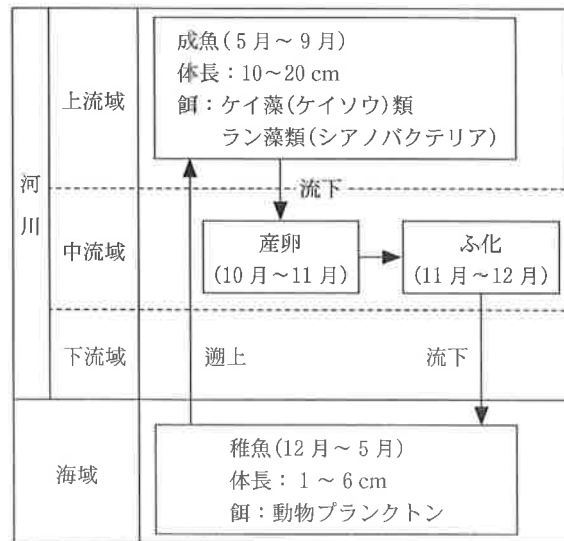 河川
上流域
成魚(5月～9月)
体長：10～20 cm
餌：ケイ藻(ケイソウ)類
ラン藻類(シアノバクテリア)
流下
中流域
産卵
(10月～11月)
ふ化
(11月～12月)
下流域
遡上
流下
海域
稚魚(12月～5月)
体長：1～6 cm
餌：動物プランクトン